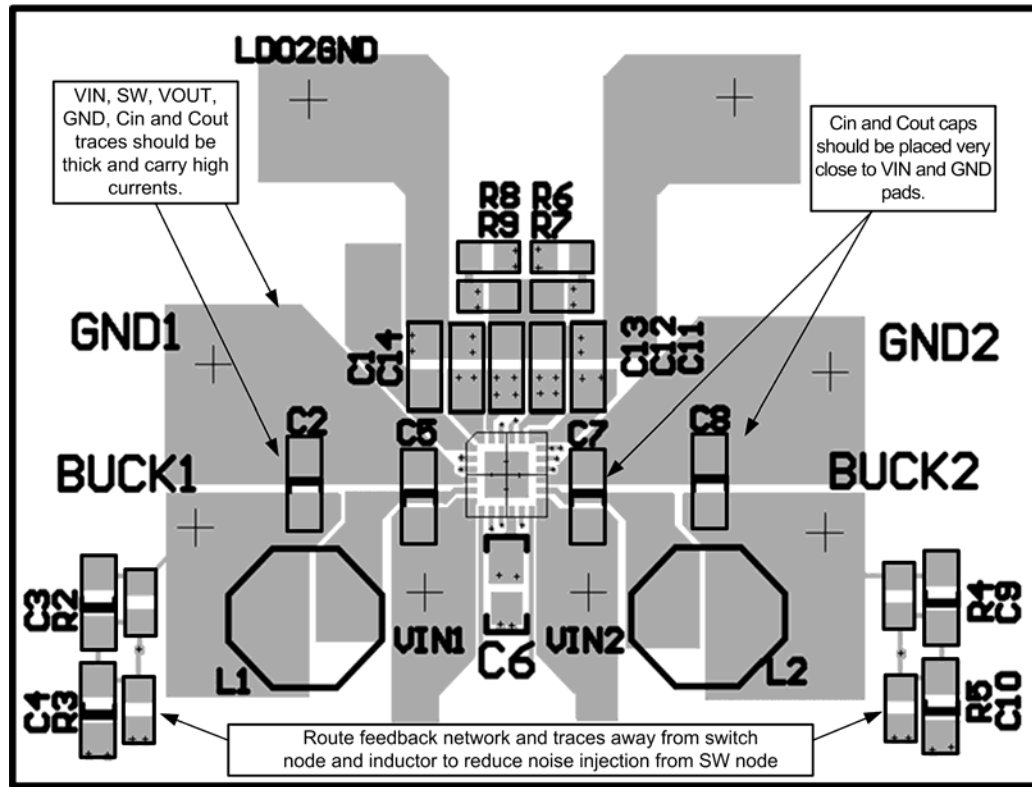 LDO2GND
VIN, SW, VOUT,
GND, Cin and Cout
traces should be
thick and carry high
currents.
Cin and Cout caps
should be placed very
close to VIN and GND
pads.
R8 R6
R9 R7
GND1
GND2
C1
C14
C13
C12
C11
C2
C5
C7
C8
BUCK1
BUCK2
C3
R2
R4
C9
VIN1
VIN2
C6
L1
L2
C4
R3
R5
C10
Route feedback network and traces away from switch
node and inductor to reduce noise injection from SW node